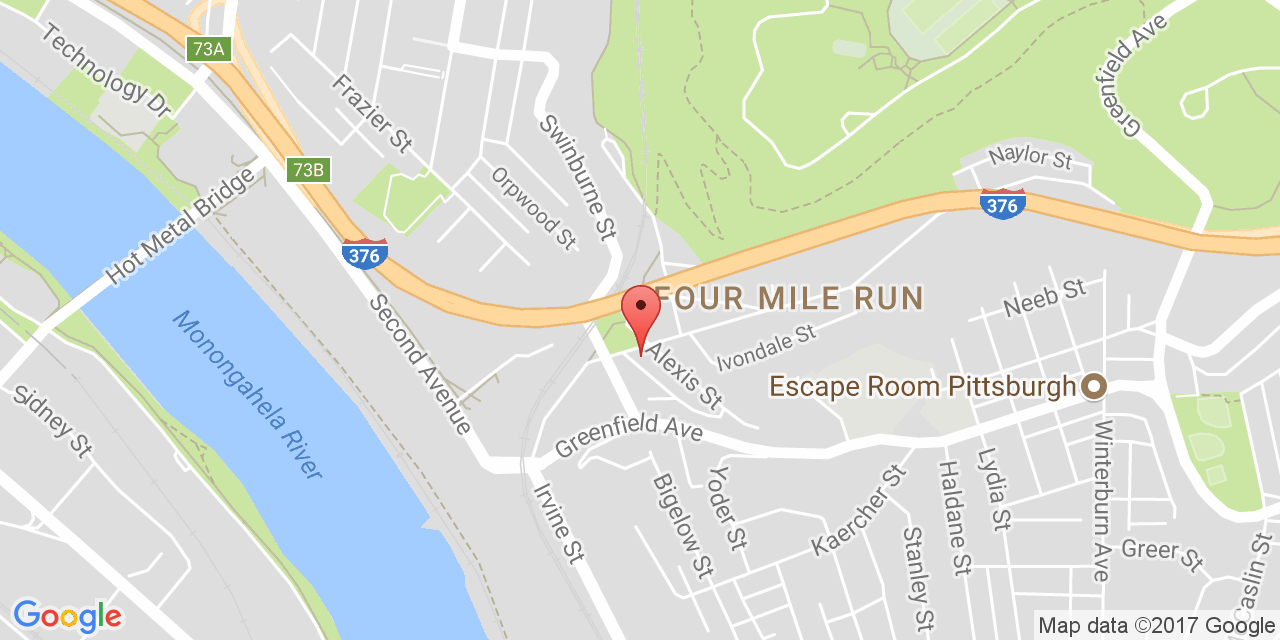 73A
Technology Dr
Greenfield Ave
Frazier St
Swinburne St
Naylor St
73B
Hot Metal Bridge
Orpwood St
376
376
FOUR MILE RUN
Neeb St
Monongahela River
Second Avenue
Ivondale St
Alexis St
Escape Room Pittsburgh
Sidney St
Greenfield Ave
Winterburn Ave
Bigelow St
Yoder St
Kaercher St
Haldane St
Lydia St
Irvine St
Stanley St
Greer St
Caslin St
Google
Map data ©2017 Google